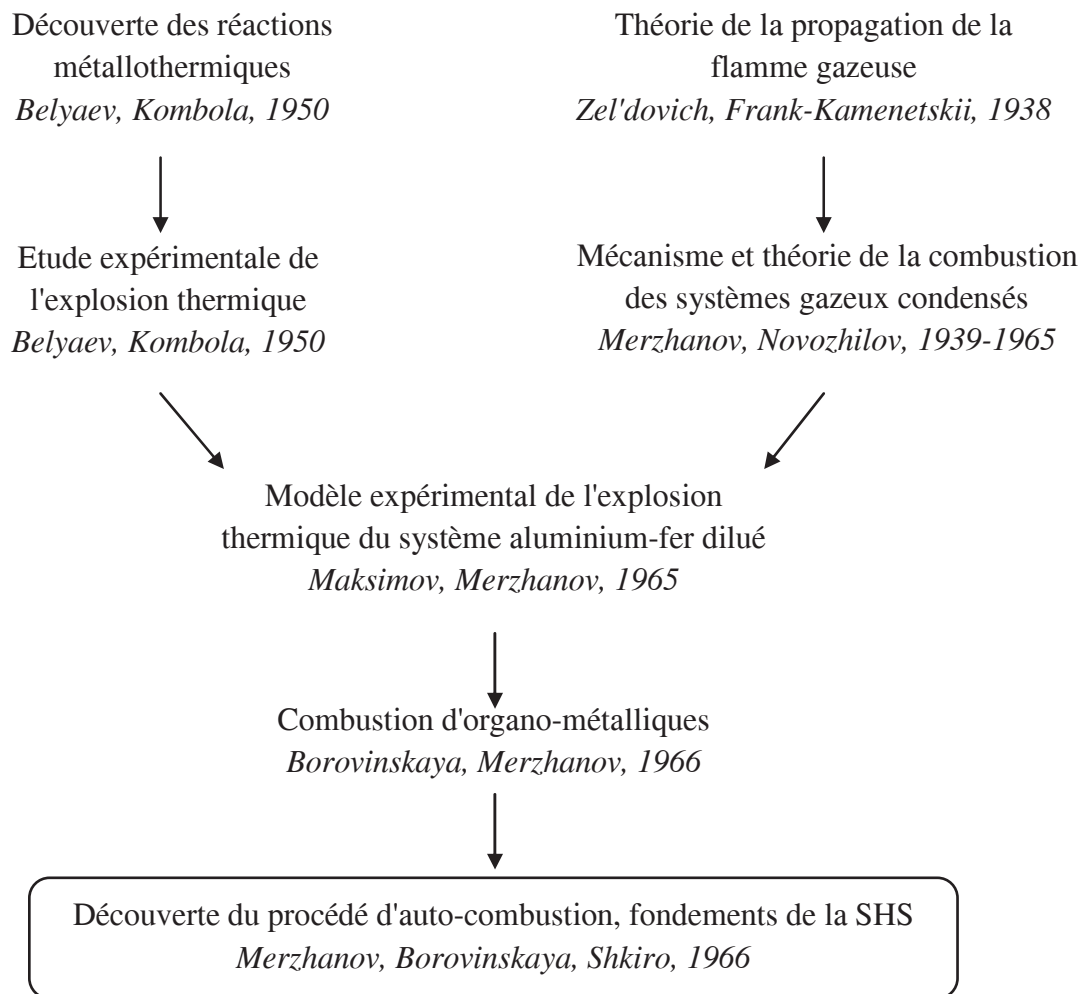 Découverte des réactions
métallothermiques
Belyaev, Kombola, 1950
Théorie de la propagation de la
flamme gazeuse
Zel'dovich, Frank-Kamenetskii, 1938
Etude expérimentale de
l'explosion thermique
Belyaev, Kombola, 1950
Mécanisme et théorie de la combustion
des systèmes gazeux condensés
Merzhanov, Novozhilov, 1939-1965
Modèle expérimental de l'explosion
thermique du système aluminium-fer dilué
Maksimov, Merzhanov, 1965
Combustion d'organo-métalliques
Borovinskaya, Merzhanov, 1966
Découverte du procédé d'auto-combustion, fondements de la SHS
Merzhanov, Borovinskaya, Shkiro, 1966